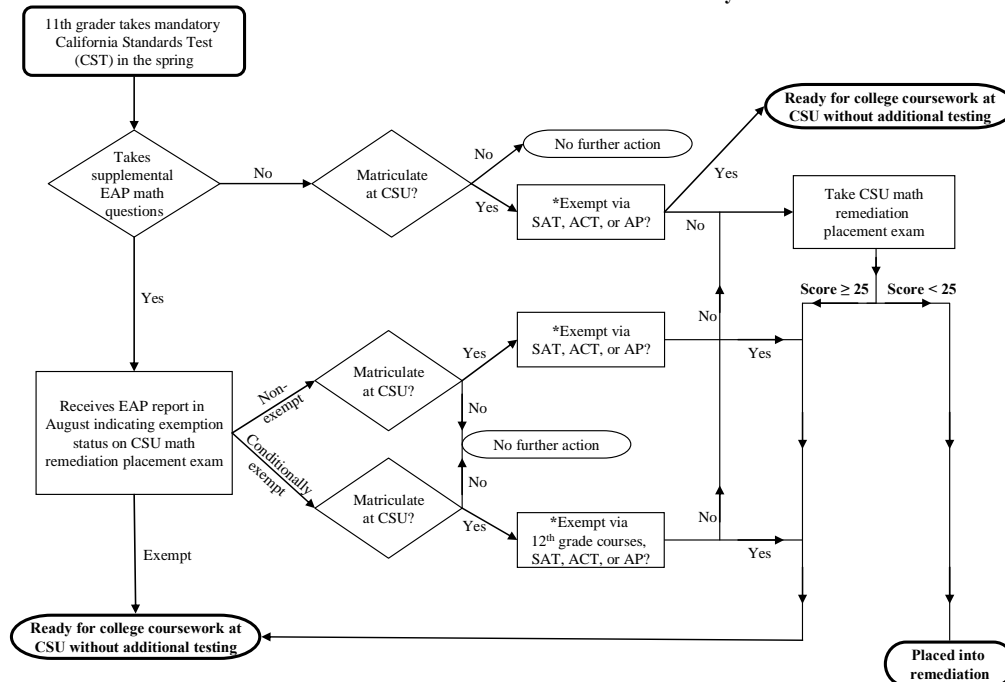 11th grader takes mandatory
California Standards Test
(CST) in the spring
Ready for college coursework at
CSU without additional testing
Takes
supplemental
EAP math
questions
No
Matriculate
at CSU?
No
No further action
Yes
*Exempt via
SAT, ACT, or AP?
Yes
No
Take CSU math
remediation
placement exam
Yes
Score ≥ 25
Score < 25
Receives EAP report in
August indicating exemption
status on CSU math
remediation placement exam
Non-
exempt
Matriculate
at CSU?
Yes
*Exempt via
SAT, ACT, or AP?
No
Yes
No
No further action
No
Conditionally
exempt
Matriculate
at CSU?
Yes
*Exempt via
12th grade courses,
SAT, ACT, or AP?
No
Yes
Exempt
Ready for college coursework at
CSU without additional testing
Placed into
remediation